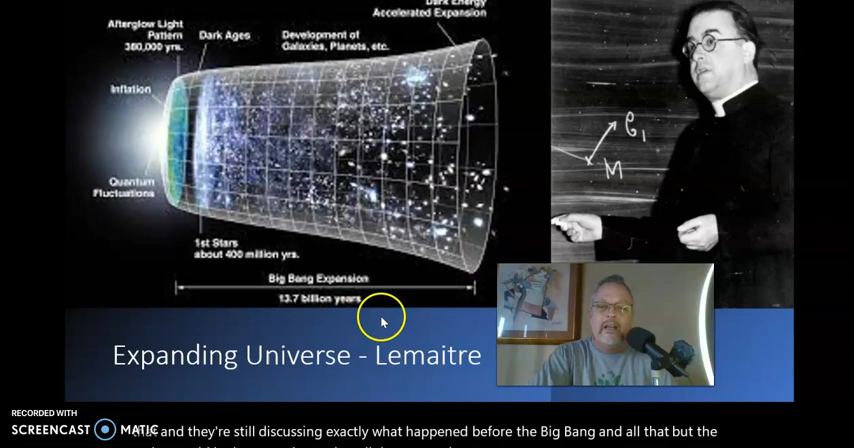 Dark Energy
Accelerated Expansion
Afterglow Light
Pattern
380,000 yrs.
Dark Ages
Development of
Galaxies, Planets, etc.
Inflation
Quantum
Fluctuations
1st Stars
about 400 million yrs.
Big Bang Expansion
13.7 billion years
e1
M
Expanding Universe - Lemaitre
RECORDED WITH
SCREENCAST MATIC
and they're still discussing exactly what happened before the Big Bang and all that but the